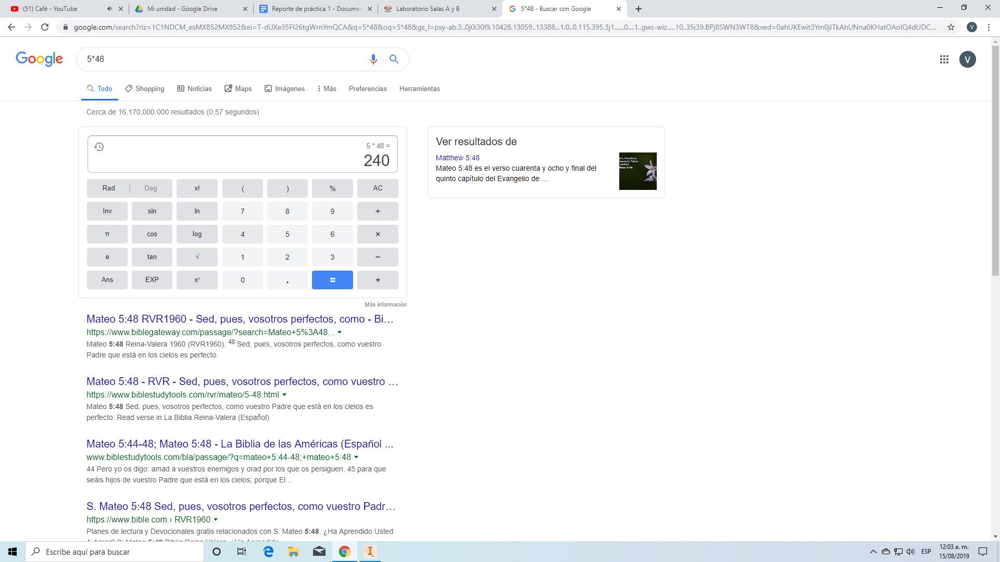 (51) Café - YouTube
Mi unidad - Google Drive
Reporte de práctica 1 - Documen
Laboratorio Salas A y B
5*48 - Buscar con Google
google.com/search?rlz=1C1NDCM_esMX852MX852&ei=T-dUXe35FI26tgWrnYmQCA&q=5*48&oq=5*48&gs_l=psy-ab.3..0j0i30l9.10428.13059..13388...1.0..0.115.395.3j1......0....1..gws-wiz.....10..35i39.BPj8SWN3WT8&ved=0ahUKEwit3Ym0jITkAhUNna0KHatOAoIQ4dUDC...
V
Google
5*48
V
Todo
Shopping
Noticias
Maps
Imágenes
Más
Preferencias
Herramientas
Cerca de 16,170,000,000 resultados (0.57 segundos)
5 * 48 =
240
Rad | Deg x! ( ) % AC
Inv sin ln 7 8 9 ÷
π cos log 4 5 6 ×
e tan √ 1 2 3 −
Ans EXP xʸ 0 . = +
Más información
Ver resultados de
Matthew 5:48
Mateo 5:48 es el verso cuarenta y ocho y final del
quinto capítulo del Evangelio de ...
ect, therefore,
heavenly Father
perfect.
thew 5:48
Mateo 5:48 RVR1960 - Sed, pues, vosotros perfectos, como - Bi…
https://www.biblegateway.com/passage/?search=Mateo+5%3A48...
Mateo 5:48 Reina-Valera 1960 (RVR1960). 48 Sed, pues, vosotros perfectos, como vuestro
Padre que está en los cielos es perfecto.
Mateo 5:48 - RVR - Sed, pues, vosotros perfectos, como vuestro …
https://www.biblestudytools.com/rvr/mateo/5-48.html
Mateo 5:48 Sed, pues, vosotros perfectos, como vuestro Padre que está en los cielos es
perfecto. Read verse in La Biblia Reina-Valera (Español)
Mateo 5:44-48; Mateo 5:48 - La Biblia de las Américas (Español ...
www.biblestudytools.com/bla/passage/?q=mateo+5:44-48;+mateo+5:48
44 Pero yo os digo: amad a vuestros enemigos y orad por los que os persiguen, 45 para que
seáis hijos de vuestro Padre que está en los cielos; porque El ...
S. Mateo 5:48 Sed, pues, vosotros perfectos, como vuestro Padr…
https://www.bible.com › RVR1960
Planes de lectura y Devocionales gratis relacionados con S. Mateo 5:48. ¿Ha Aprendido Usted
Escribe aquí para buscar
ESP
12:03 a. m.
15/08/2019